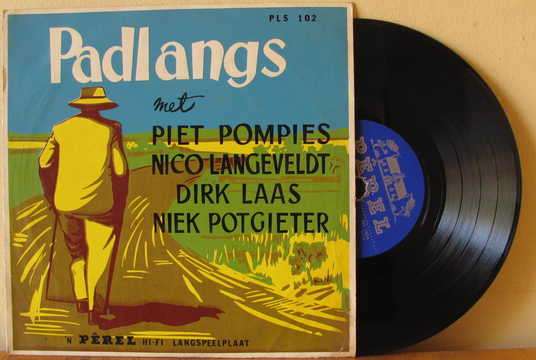 PLS 102
Padlangs
met
PIET POMPIES
NICO LANGEVELDT
DIRK LAAS
NIEK POTGIETER
'N PÊREL HI-FI LANGSPEELPLAAT
PÊREL